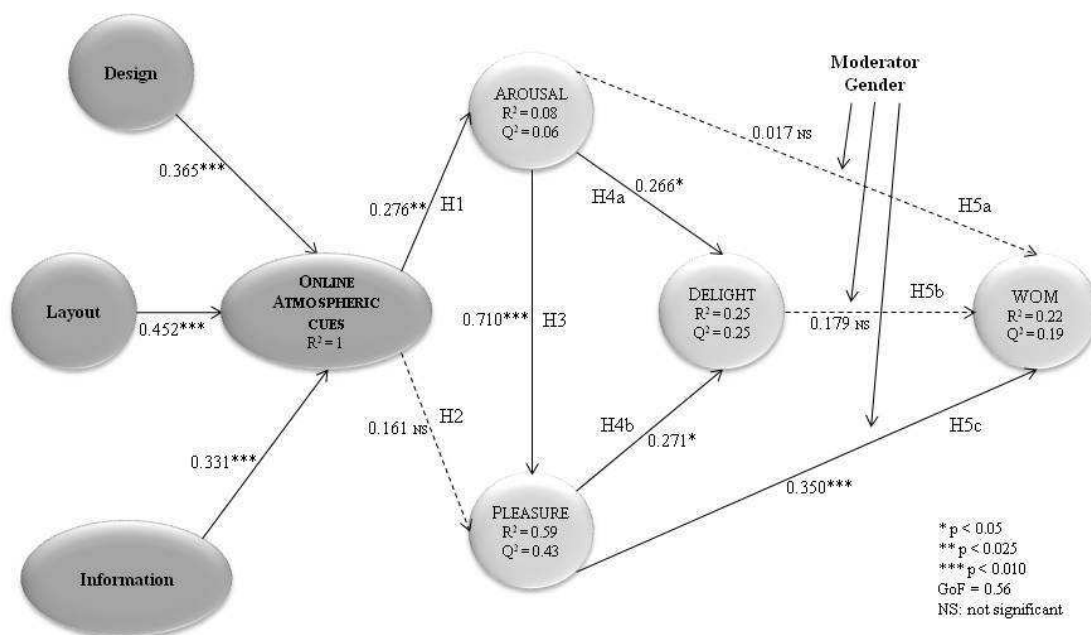 Design
0.365***
Layout
0.452***
Information
0.331***
ONLINE
ATMOSPHERIC
CUES
R² = 1
0.276**
H1
0.161 NS
H2
AROUSAL
R² = 0.08
Q² = 0.06
0.710***
H3
PLEASURE
R² = 0.59
Q² = 0.43
H4a
0.266*
H4b
0.271*
DELIGHT
R² = 0.25
Q² = 0.25
Moderator
Gender
0.017 NS
H5a
H5b
0.179 NS
H5c
0.350***
WOM
R² = 0.22
Q² = 0.19
* p < 0.05
** p < 0.025
*** p < 0.010
GoF = 0.56
NS: not significant